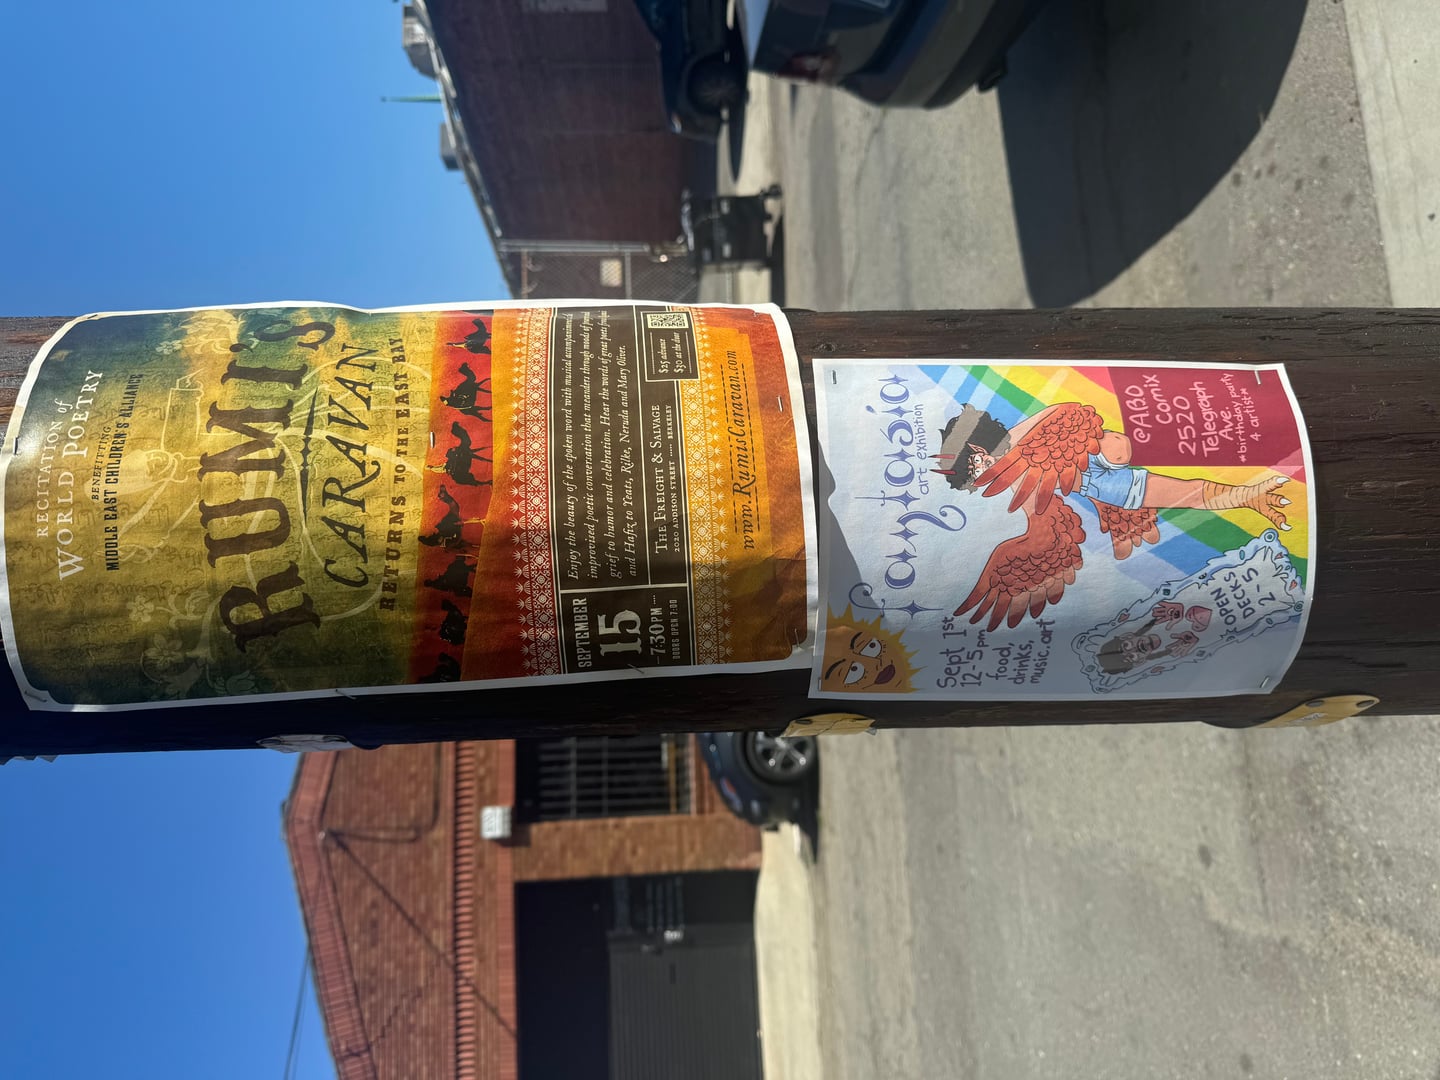 RECITATION of
WORLD POETRY
BENEFITTING
MIDDLE EAST CHILDREN'S ALLIANCE
RUMI'S
CARAVAN
RETURNS TO THE EAST BAY
SEPTEMBER
15
7:30PM
DOORS OPEN 7:00
Enjoy the beauty of the spoken word with musical accompaniment
improvised poetic conversation that meanders through moods of
grief to humor and celebration. Hear the words of great poets
and Hafiz to Yeats, Rilke, Neruda and Mary Oliver.
THE FREIGHT & SALVAGE
2020 ADDISON STREET ····· BERKELEY
$25 advance
$30 at the door
www.RumisCaravan.com
fantasia
art exhibition
Sept 1st
12-5pm
food,
drinks,
music.art
OPEN
DECKS
2-5
@A.B.O
Comix
2520
Telegraph
Ave.
*birthday party
4 artist*